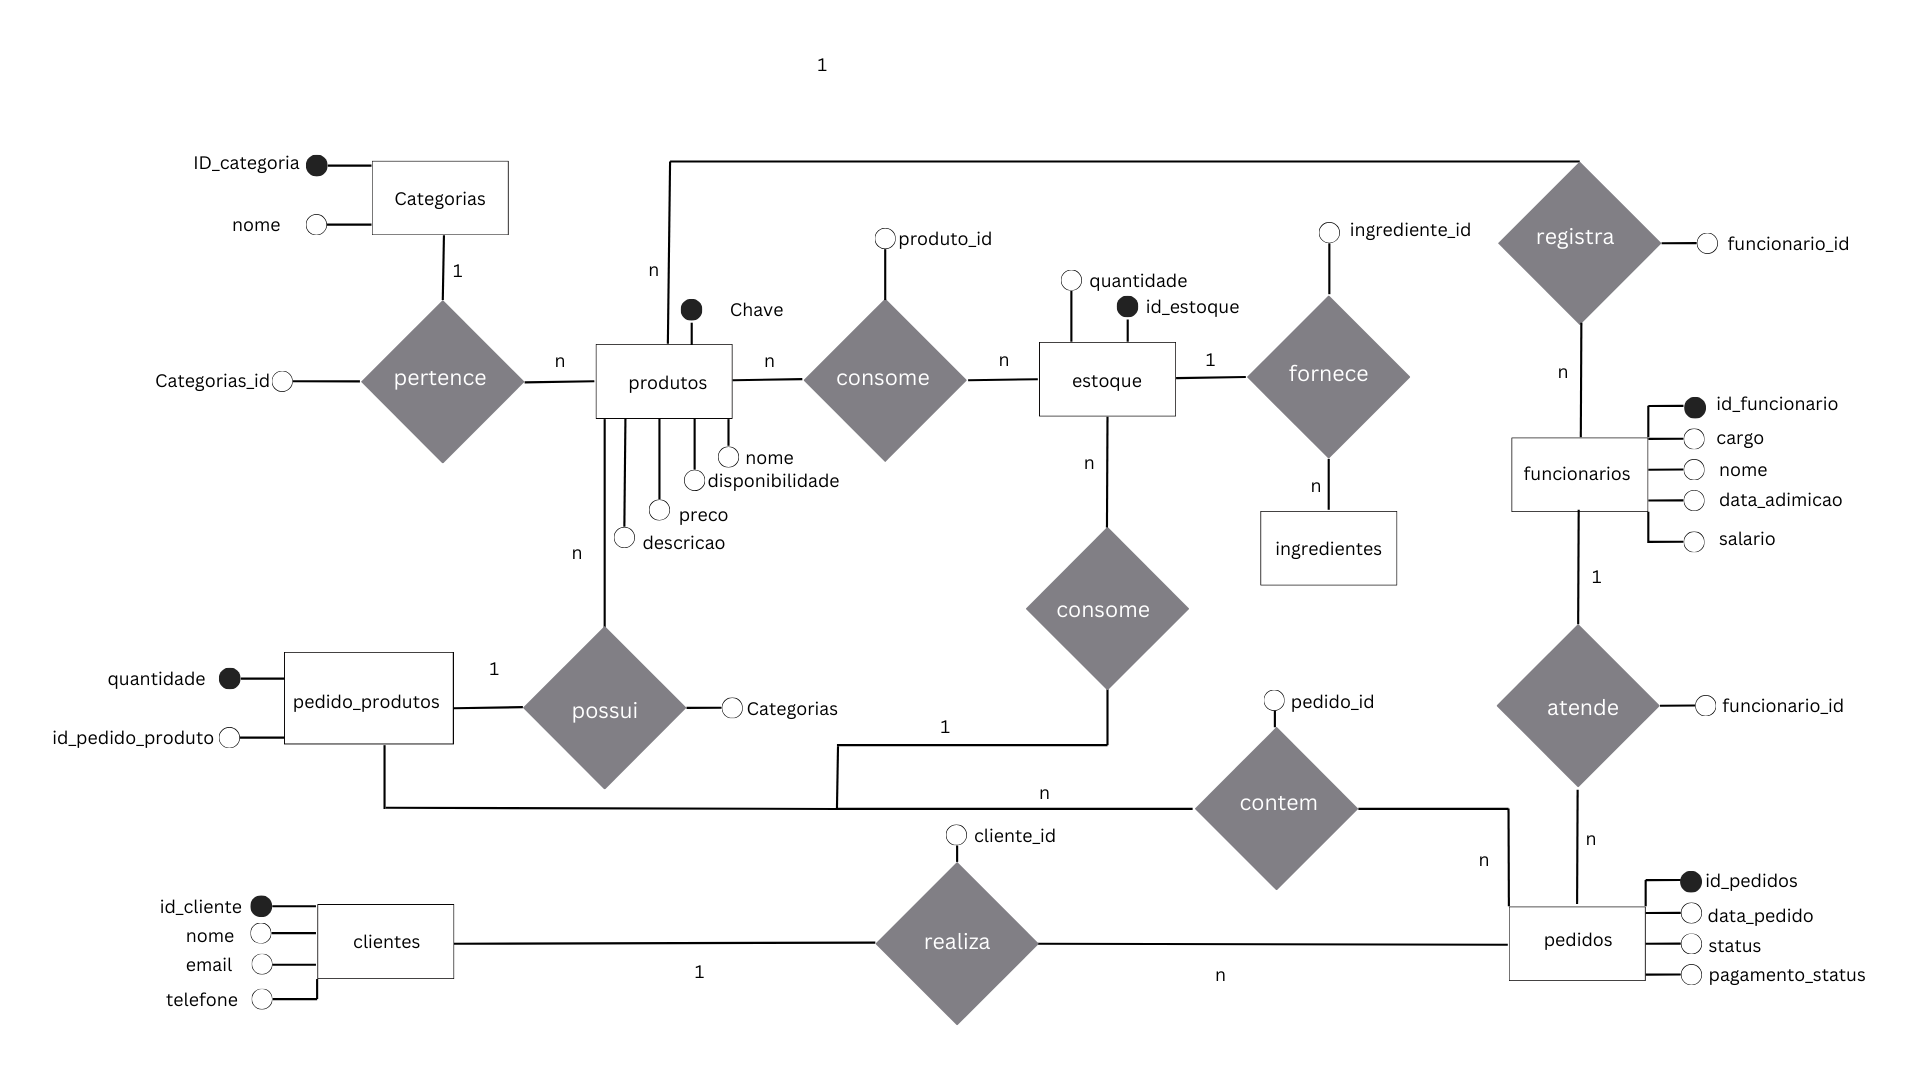 1
ID_categoria
Categorias
nome
1
Categorias_id
pertence
n
n
Chave
produtos
n
produto_id
consome
n
quantidade
id_estoque
estoque
1
ingrediente_id
fornece
n
ingredientes
registra
funcionario_id
n
funcionarios
id_funcionario
cargo
nome
data_adimicao
salario
nome
disponibilidade
preco
descricao
n
n
consome
1
1
atende
funcionario_id
n
quantidade
pedido_produtos
id_pedido_produto
1
possui
Categorias
n
pedido_id
contem
n
cliente_id
realiza
id_cliente
nome
email
telefone
clientes
1
n
pedidos
id_pedidos
data_pedido
status
pagamento_status